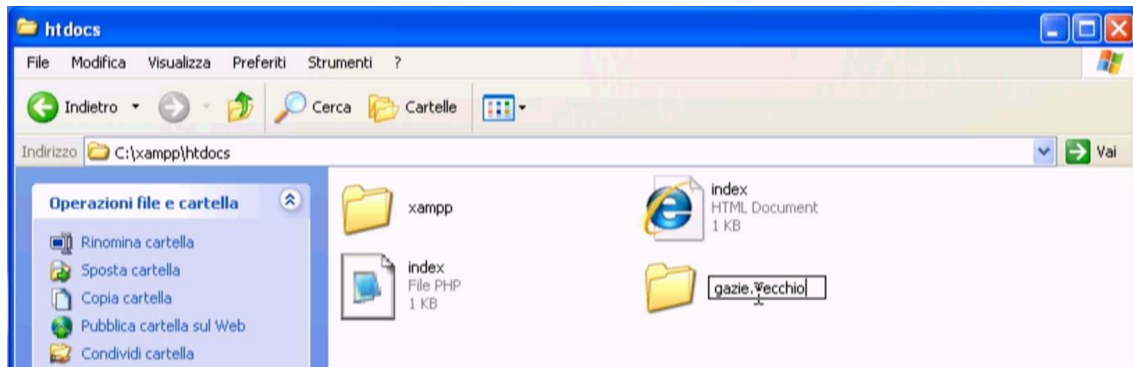 htdocs
File Modifica Visualizza Preferiti Strumenti ?
Indietro Cerca Cartelle
Indirizzo C:\xampp\htdocs Vai
Operazioni file e cartella
Rinomina cartella
Sposta cartella
Copia cartella
Pubblica cartella sul Web
Condividi cartella
xampp
index
HTML Document
1 KB
index
File PHP
1 KB
gazie.vecchio